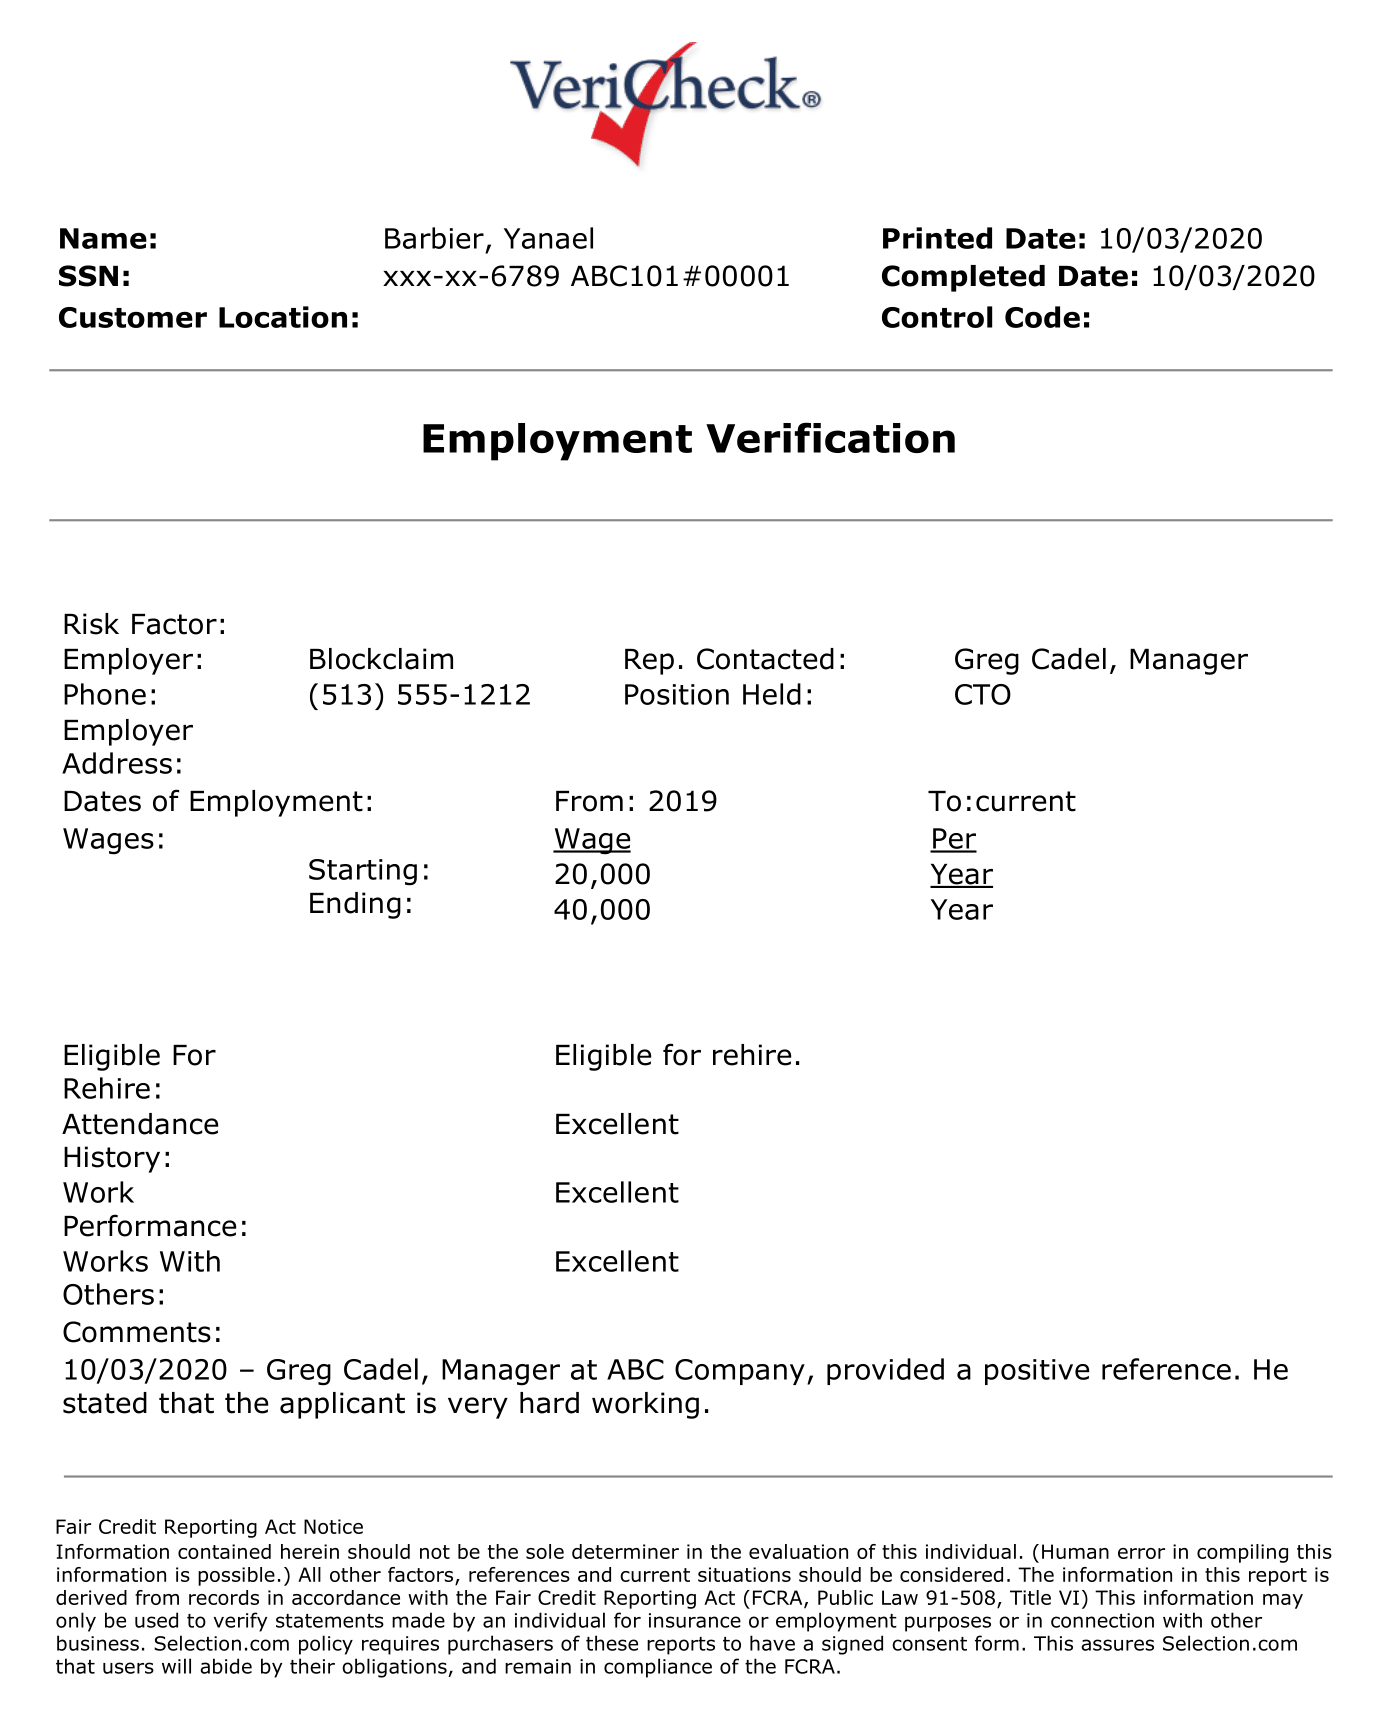 VeriCheck®
Name: Barbier, Yanael Printed Date: 10/03/2020
SSN: xxx-xx-6789 ABC101#00001 Completed Date: 10/03/2020
Customer Location: Control Code:
Employment Verification
Risk Factor:
Employer: Blockclaim Rep. Contacted: Greg Cadel, Manager
Phone: (513) 555-1212 Position Held: CTO
Employer
Address:
Dates of Employment: From: 2019 To:current
Wages: Wage Per
Starting: 20,000 Year
Ending: 40,000 Year
Eligible For Eligible for rehire.
Rehire:
Attendance Excellent
History:
Work Excellent
Performance:
Works With Excellent
Others:
Comments:
10/03/2020 – Greg Cadel, Manager at ABC Company, provided a positive reference. He
stated that the applicant is very hard working.
Fair Credit Reporting Act Notice
Information contained herein should not be the sole determiner in the evaluation of this individual. (Human error in compiling this
information is possible.) All other factors, references and current situations should be considered. The information in this report is
derived from records in accordance with the Fair Credit Reporting Act (FCRA, Public Law 91-508, Title VI) This information may
only be used to verify statements made by an individual for insurance or employment purposes or in connection with other
business. Selection.com policy requires purchasers of these reports to have a signed consent form. This assures Selection.com
that users will abide by their obligations, and remain in compliance of the FCRA.